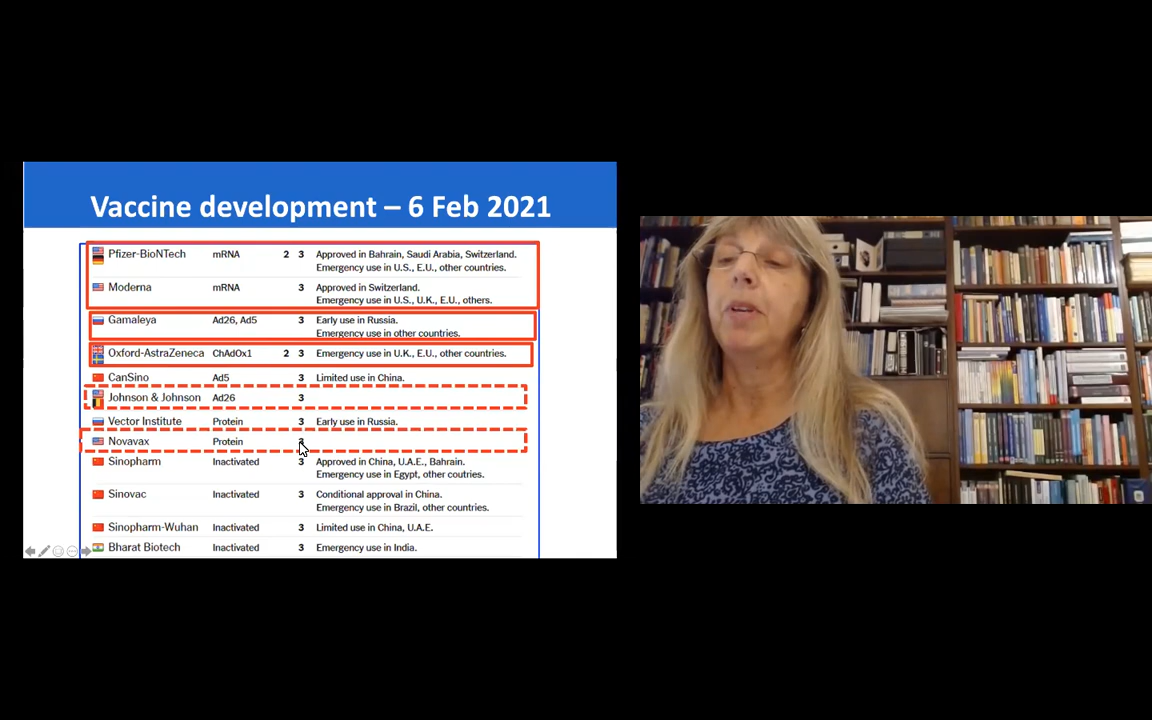 Vaccine development – 6 Feb 2021
Pfizer-BioNTech mRNA 2 3 Approved in Bahrain, Saudi Arabia, Switzerland.
Emergency use in U.S., E.U., other countries.
Moderna mRNA 3 Approved in Switzerland.
Emergency use in U.S., U.K., E.U., others.
Gamaleya Ad26, Ad5 3 Early use in Russia.
Emergency use in other countries.
Oxford-AstraZeneca ChAdOx1 2 3 Emergency use in U.K., E.U., other countries.
CanSino Ad5 3 Limited use in China.
Johnson & Johnson Ad26 3
Vector Institute Protein 3 Early use in Russia.
Novavax Protein
Sinopharm Inactivated 3 Approved in China, U.A.E., Bahrain.
Emergency use in Egypt, other coutries.
Sinovac Inactivated 3 Conditional approval in China.
Emergency use in Brazil, other countries.
Sinopharm-Wuhan Inactivated 3 Limited use in China, U.A.E.
Bharat Biotech Inactivated 3 Emergency use in India.